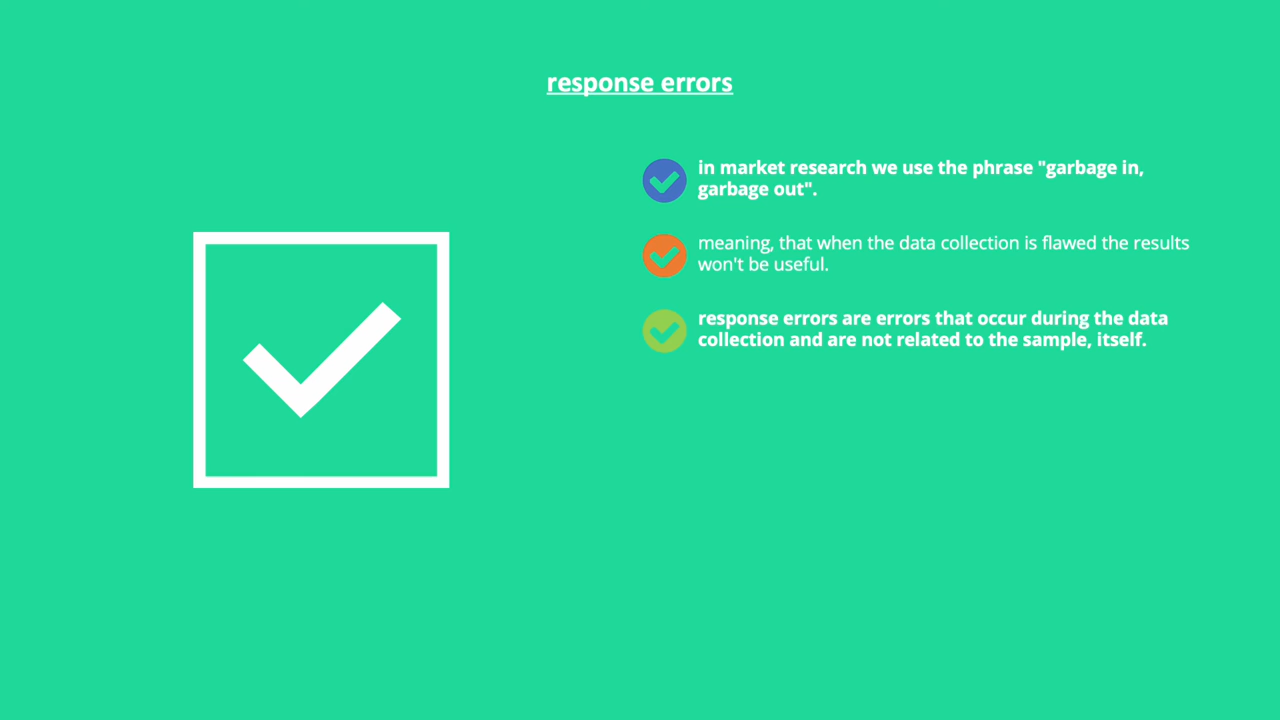 response errors
in market research we use the phrase "garbage in,
garbage out".
meaning, that when the data collection is flawed the results
won't be useful.
response errors are errors that occur during the data
collection and are not related to the sample, itself.